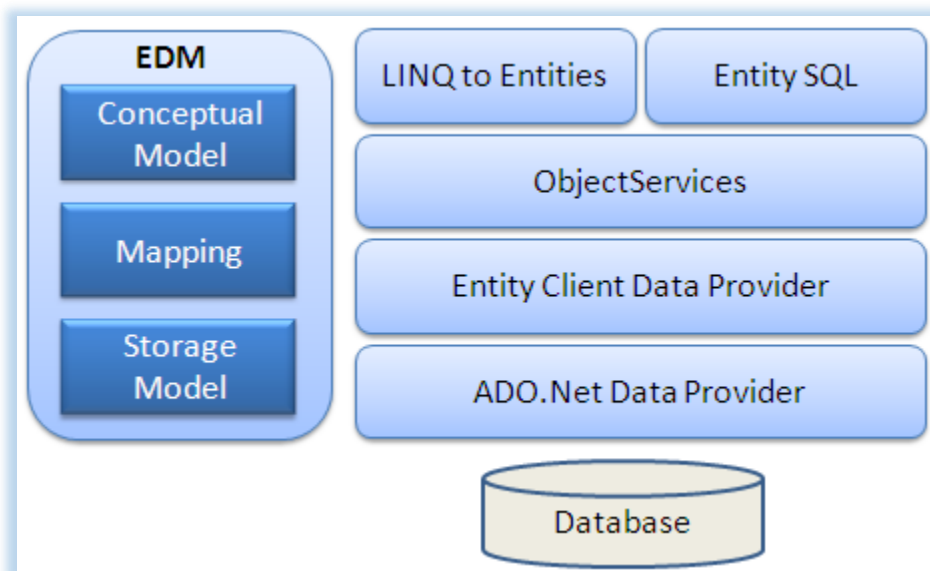 EDM
Conceptual
Model
Mapping
Storage
Model
LINQ to Entities
Entity SQL
ObjectServices
Entity Client Data Provider
ADO.Net Data Provider
Database